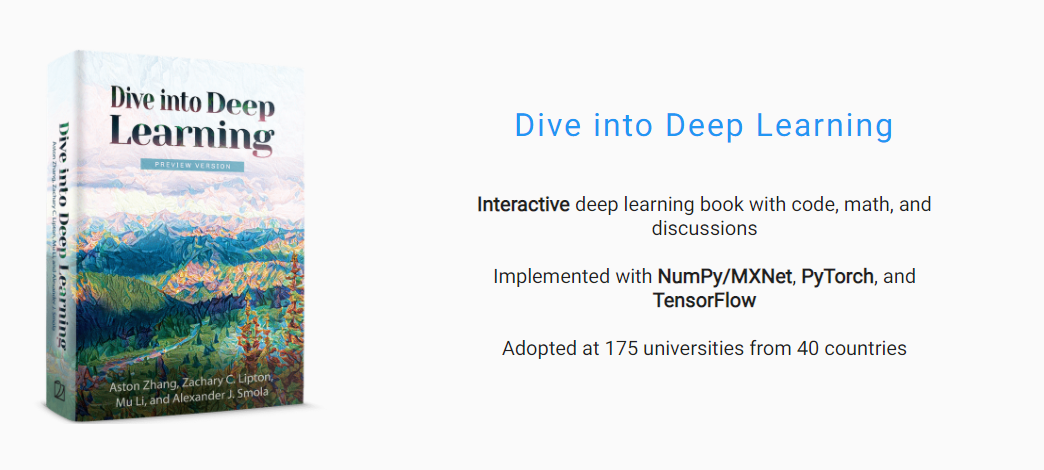 Dive into Deep
Learning
PREVIEW VERSION
Aston Zhang, Zachary C. Lipton,
Mu Li, and Alexander J. Smola
Dive into Deep Learning
Aston Zhang, Zachary C. Lipton, Mu Li, and Alexander J. Smola
Dive into Deep Learning
Interactive deep learning book with code, math, and
discussions
Implemented with NumPy/MXNet, PyTorch, and
TensorFlow
Adopted at 175 universities from 40 countries